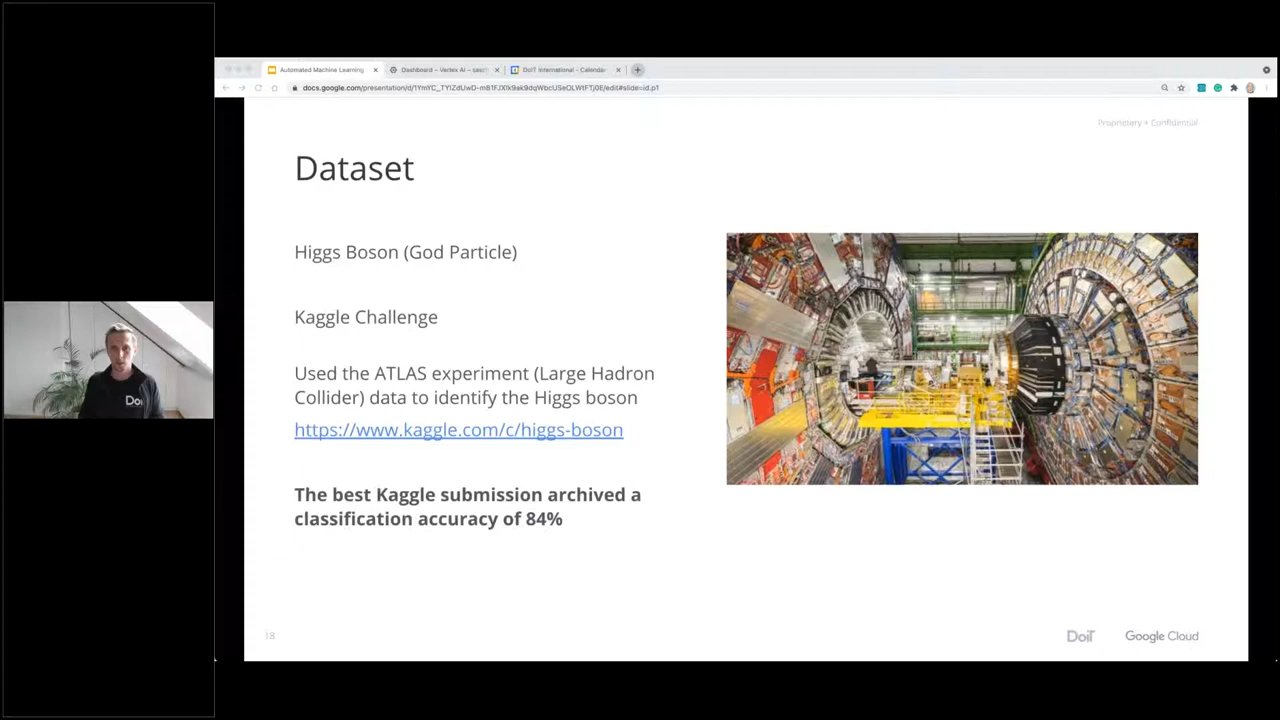 Automated Machine Learning
Dashboard – Vertex AI – sasch
DoiT International - Calendar
Proprietary + Confidential
Dataset
Higgs Boson (God Particle)
Kaggle Challenge
Used the ATLAS experiment (Large Hadron
Collider) data to identify the Higgs boson
https://www.kaggle.com/c/higgs-boson
The best Kaggle submission archived a
classification accuracy of 84%
18
DoiT
Google Cloud